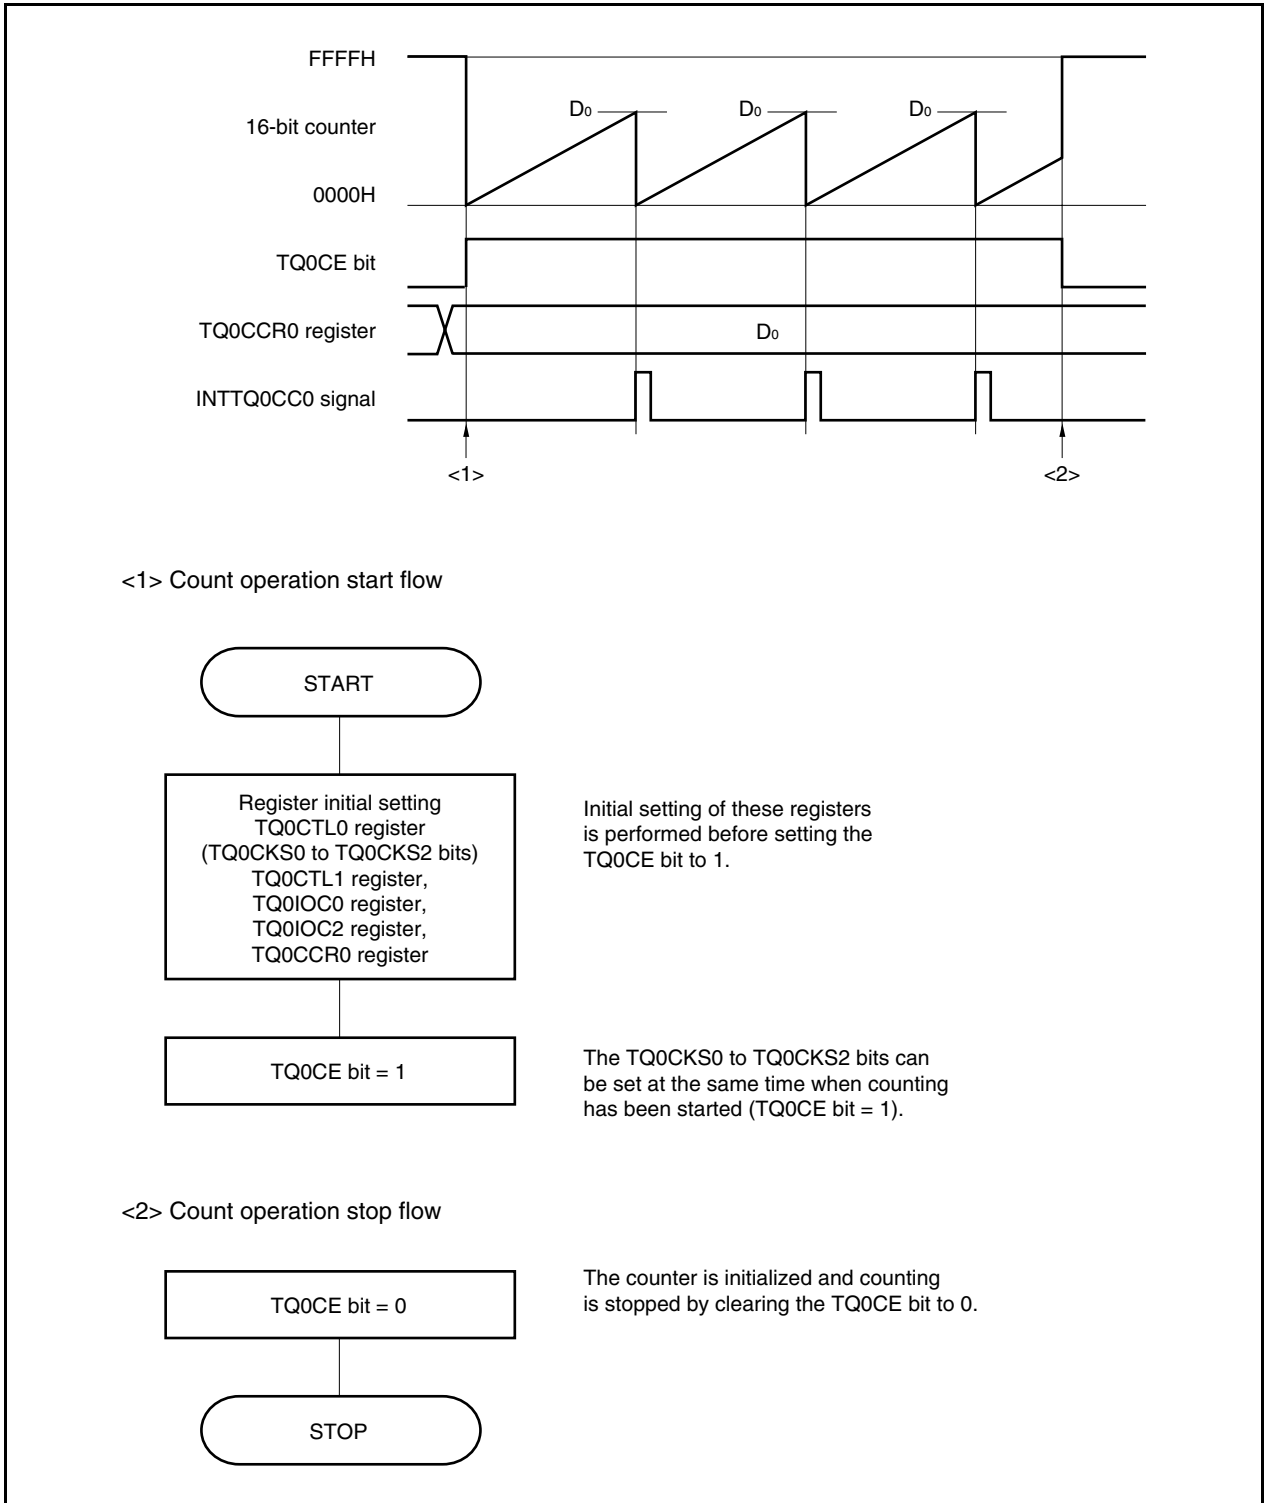 FFFFH
D0 D0 D0
16-bit counter
0000H
TQ0CE bit
TQ0CCR0 register
D0
INTTQ0CC0 signal
<1> <2>
<1> Count operation start flow
START
Register initial setting
TQ0CTL0 register
(TQ0CKS0 to TQ0CKS2 bits)
TQ0CTL1 register,
TQ0IOC0 register,
TQ0IOC2 register,
TQ0CCR0 register
Initial setting of these registers
is performed before setting the
TQ0CE bit to 1.
TQ0CE bit = 1
The TQ0CKS0 to TQ0CKS2 bits can
be set at the same time when counting
has been started (TQ0CE bit = 1).
<2> Count operation stop flow
TQ0CE bit = 0
The counter is initialized and counting
is stopped by clearing the TQ0CE bit to 0.
STOP